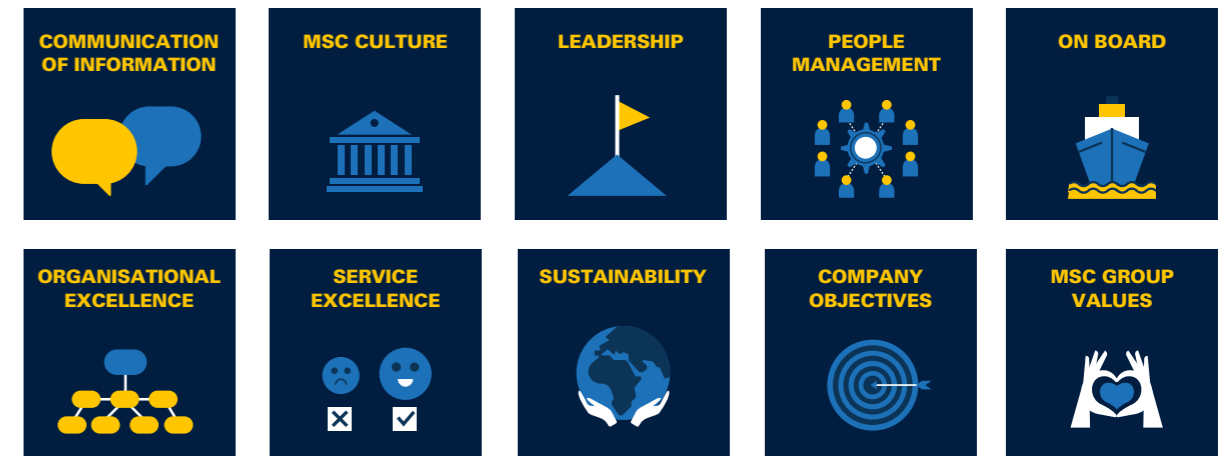 COMMUNICATION
OF INFORMATION
MSC CULTURE
LEADERSHIP
PEOPLE
MANAGEMENT
ON BOARD
ORGANISATIONAL
EXCELLENCE
SERVICE
EXCELLENCE
SUSTAINABILITY
COMPANY
OBJECTIVES
MSC GROUP
VALUES